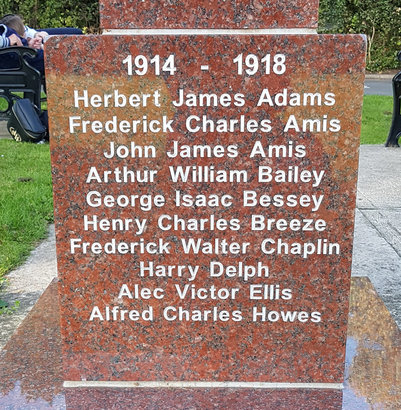 1914 - 1918
Herbert James Adams
Frederick Charles Amis
John James Amis
Arthur William Bailey
George Isaac Bessey
Henry Charles Breeze
Frederick Walter Chaplin
Harry Delph
Alec Victor Ellis
Alfred Charles Howes